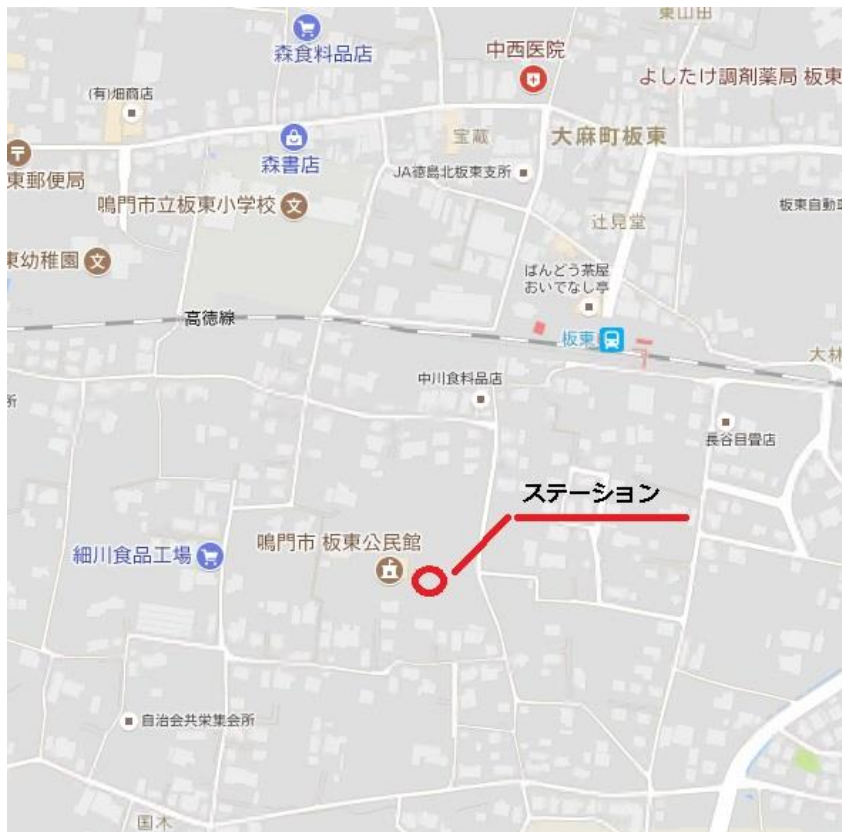 東山田
森食料品店
中西医院
よしたけ調剤薬局 板東
(有)畑商店
森書店
宝蔵
大麻町板東
東郵便局
JA徳島北板東支所
鳴門市立板東小学校
辻見堂
板東自動車
東幼稚園
ばんどう茶屋
おいでなし亭
高徳線
板東
大林
中川食料品店
所
長谷目畳店
ステーション
鳴門市 板東公民館
細川食品工場
自治会共栄集会所
国木